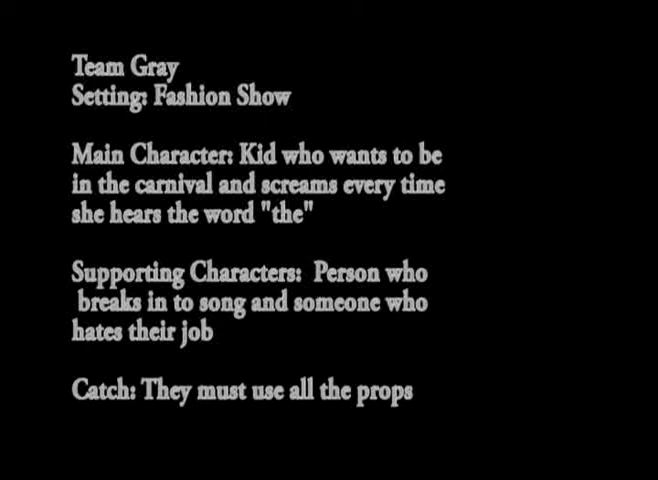 Team Gray
Setting: Fashion Show
Main Character: Kid who wants to be
in the carnival and screams every time
she hears the word "the"
Supporting Characters:  Person who
breaks in to song and someone who
hates their job
Catch: They must use all the props